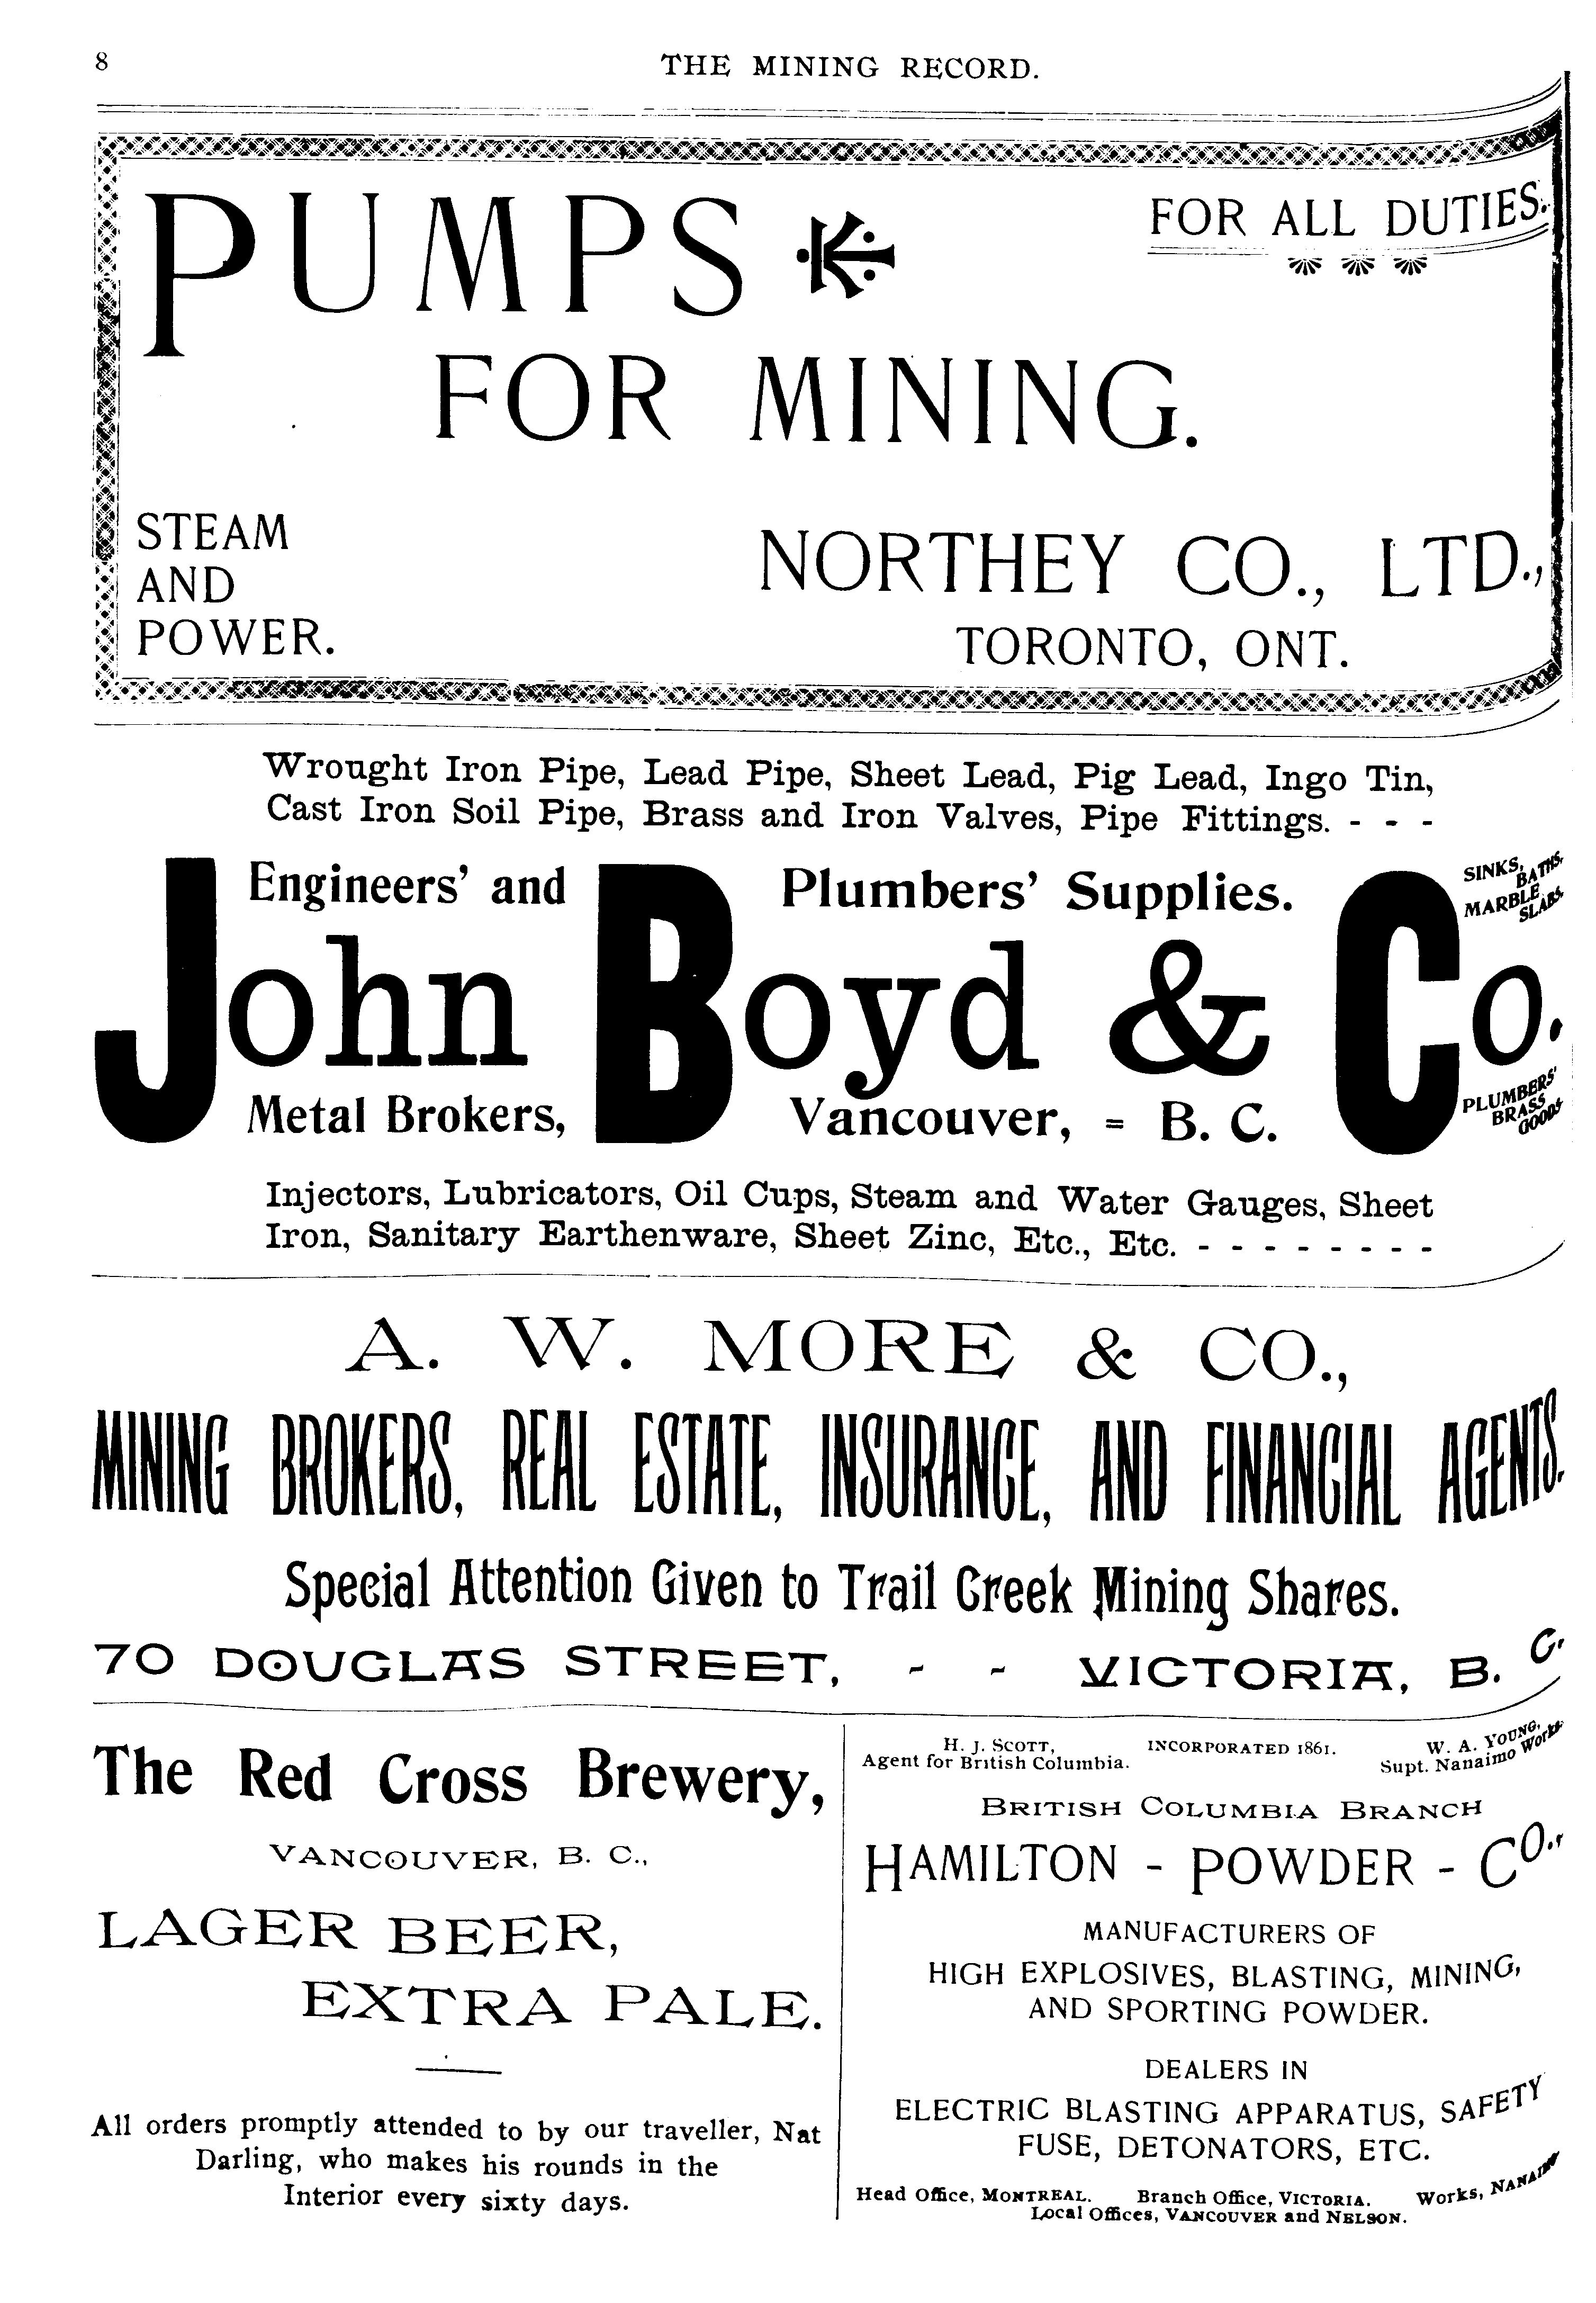 8
THE MINING RECORD.
PUMPS
FOR ALL DUTIES.
FOR MINING.
STEAM
AND
POWER.
NORTHEY CO., LTD.,
TORONTO, ONT.
Wrought Iron Pipe, Lead Pipe, Sheet Lead, Pig Lead, Ingo Tin,
Cast Iron Soil Pipe, Brass and Iron Valves, Pipe Fittings. - - -
Engineers' and Plumbers' Supplies.
SINKS,
BATHS,
MARBLE
SLABS.
John Boyd & Co.
Metal Brokers, Vancouver, = B. C.
PLUMBERS'
BRASS
GOODS
Injectors, Lubricators, Oil Cups, Steam and Water Gauges, Sheet
Iron, Sanitary Earthenware, Sheet Zinc, Etc., Etc. - - - - - - - -
A. W. MORE & CO.,
MINING BROKERS, REAL ESTATE, INSURANCE, AND FINANCIAL AGENTS.
Special Attention Given to Trail Creek Mining Shares.
70 DOUGLAS STREET, - - VICTORIA, B. C.
The Red Cross Brewery,
VANCOUVER, B. C.,
LAGER BEER,
EXTRA PALE.
All orders promptly attended to by our traveller, Nat
Darling, who makes his rounds in the
Interior every sixty days.
H. J. SCOTT,
Agent for British Columbia.
INCORPORATED 1861.
W. A. YOUNG,
Supt. Nanaimo Works
BRITISH COLUMBIA BRANCH
HAMILTON - POWDER - CO.,
MANUFACTURERS OF
HIGH EXPLOSIVES, BLASTING, MINING,
AND SPORTING POWDER.
DEALERS IN
ELECTRIC BLASTING APPARATUS, SAFETY
FUSE, DETONATORS, ETC.
Head Office, MONTREAL. Branch Office, VICTORIA. Works, NANAIMO
Local Offices, VANCOUVER and NELSON.